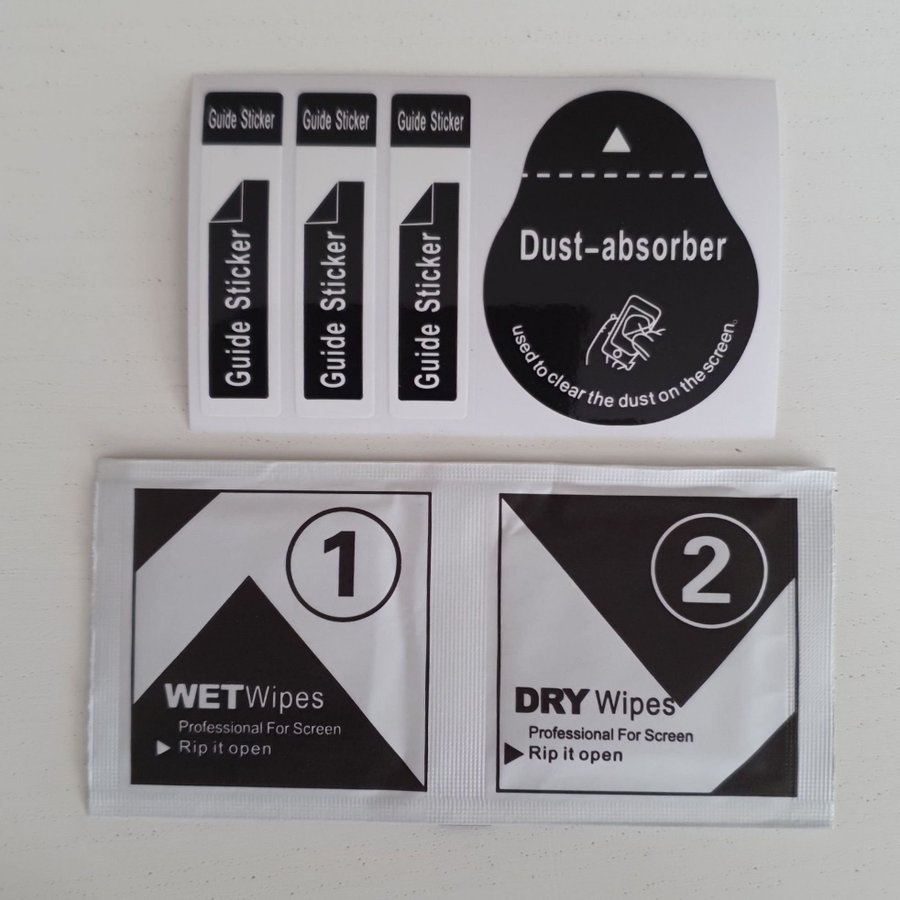 Guide Sticker
Guide Sticker
Guide Sticker
Guide Sticker
Guide Sticker
Guide Sticker
Dust-absorber
used to clear the dust on the screen。
1
WET Wipes
Professional For Screen
Rip it open
2
DRY Wipes
Professional For Screen
Rip it open